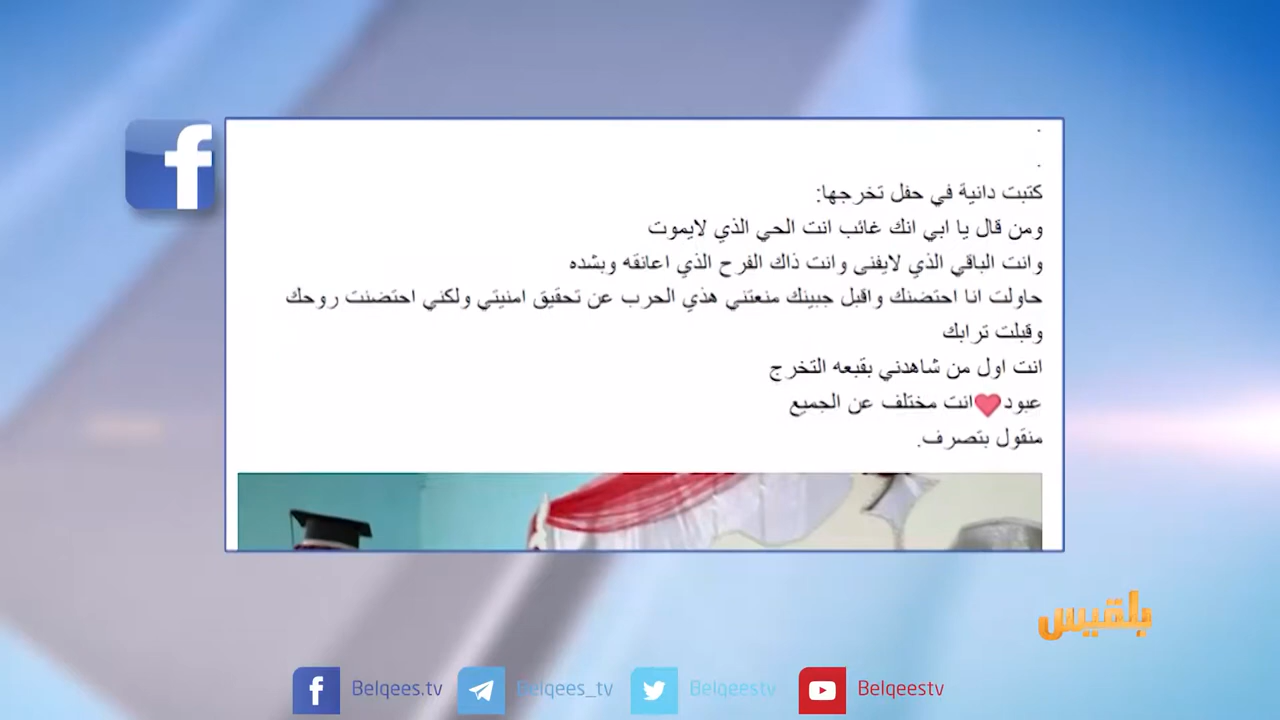 .
.
كتبت دانية في حفل تخرجها:
ومن قال يا ابي انك غائب انت الحي الذي لايموت
وانت الباقي الذي لايفنى وانت ذاك الفرح الذي اعانقه وبشده
حاولت انا احتضنك واقبل جبينك منعتني هذي الحرب عن تحقيق امنيتي ولكني احتضنت روحك
وقبلت ترابك
انت اول من شاهدني بقبعه التخرج
عبود❤️انت مختلف عن الجميع
منقول بتصرف.
بلقيس
Belqees.tv Belqees_tv Belqeestv Belqeestv